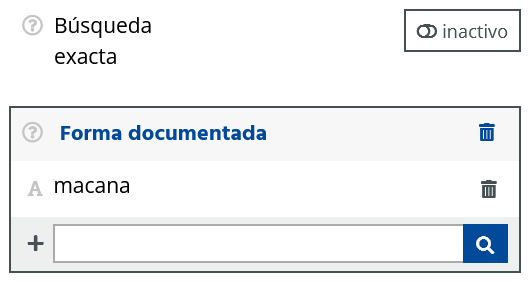 Búsqueda
exacta
inactivo
Forma documentada
A macana